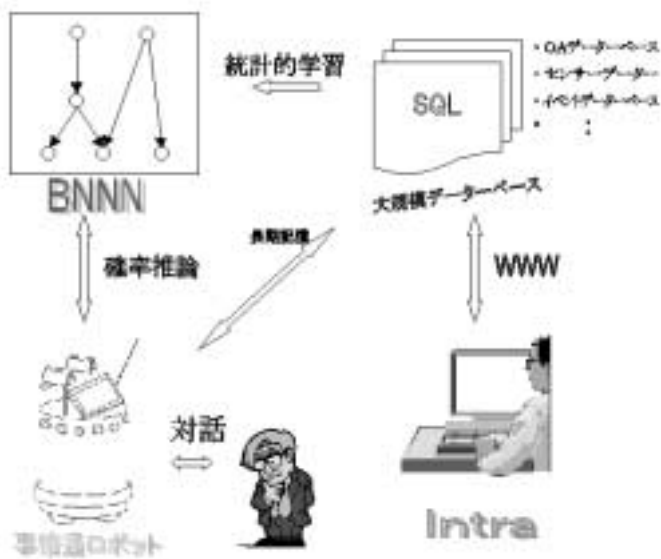 統計的学習
SQL
・OAデーターベース
・センサーデーター
・イベントデーターベース
・ :
BNNN
大規模データーベース
長期記憶
確率推論
WWW
対話
事情通ロボット
Intra